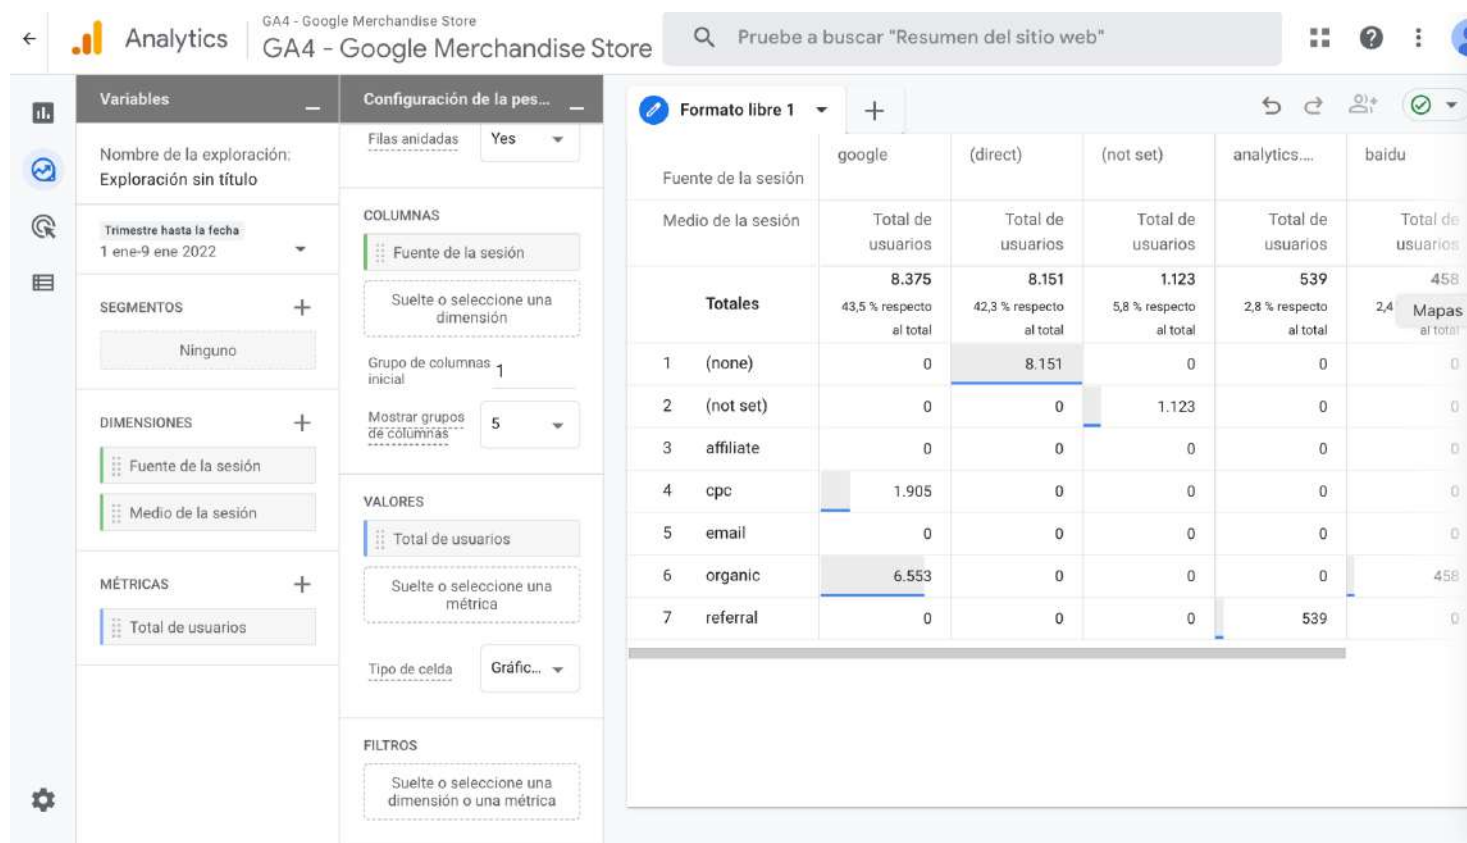 GA4 - Google Merchandise Store
Analytics
GA4 - Google Merchandise Store
Pruebe a buscar "Resumen del sitio web"
Variables
Nombre de la exploración:
Exploración sin título
Trimestre hasta la fecha
1 ene-9 ene 2022
SEGMENTOS
Ninguno
DIMENSIONES
Fuente de la sesión
Medio de la sesión
MÉTRICAS
Total de usuarios
Configuración de la pes...
Filas anidadas Yes
COLUMNAS
Fuente de la sesión
Suelte o seleccione una
dimensión
Grupo de columnas
inicial 1
Mostrar grupos
de columnas 5
VALORES
Total de usuarios
Suelte o seleccione una
métrica
Tipo de celda Gráfic...
FILTROS
Suelte o seleccione una
dimensión o una métrica
Formato libre 1
google (direct) (not set) analytics.... baidu
Fuente de la sesión
Medio de la sesión Total de Total de Total de Total de Total de
usuarios usuarios usuarios usuarios usuarios
8.375 8.151 1.123 539 458
Totales 43,5 % respecto 42,3 % respecto 5,8 % respecto 2,8 % respecto 2,4 Mapas
al total al total al total al total al total
1 (none) 0 8.151 0 0 0
2 (not set) 0 0 1.123 0 0
3 affiliate 0 0 0 0 0
4 cpc 1.905 0 0 0 0
5 email 0 0 0 0 0
6 organic 6.553 0 0 0 458
7 referral 0 0 0 539 0